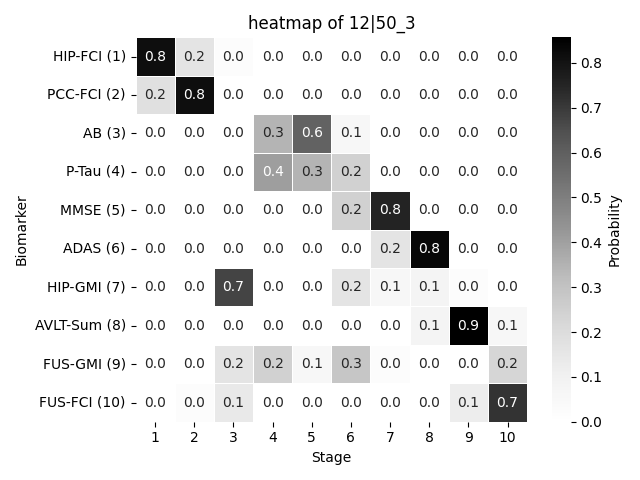 heatmap of 12|50_3
Biomarker
HIP-FCI (1) 0.8 0.2 0.0 0.0 0.0 0.0 0.0 0.0 0.0 0.0
PCC-FCI (2) 0.2 0.8 0.0 0.0 0.0 0.0 0.0 0.0 0.0 0.0
AB (3) 0.0 0.0 0.0 0.3 0.6 0.1 0.0 0.0 0.0 0.0
P-Tau (4) 0.0 0.0 0.0 0.4 0.3 0.2 0.0 0.0 0.0 0.0
MMSE (5) 0.0 0.0 0.0 0.0 0.0 0.2 0.8 0.0 0.0 0.0
ADAS (6) 0.0 0.0 0.0 0.0 0.0 0.0 0.2 0.8 0.0 0.0
HIP-GMI (7) 0.0 0.0 0.7 0.0 0.0 0.2 0.1 0.1 0.0 0.0
AVLT-Sum (8) 0.0 0.0 0.0 0.0 0.0 0.0 0.0 0.1 0.9 0.1
FUS-GMI (9) 0.0 0.0 0.2 0.2 0.1 0.3 0.0 0.0 0.0 0.2
FUS-FCI (10) 0.0 0.0 0.1 0.0 0.0 0.0 0.0 0.0 0.1 0.7
1 2 3 4 5 6 7 8 9 10
Stage
0.8
0.7
0.6
0.5
0.4
0.3
0.2
0.1
0.0
Probability